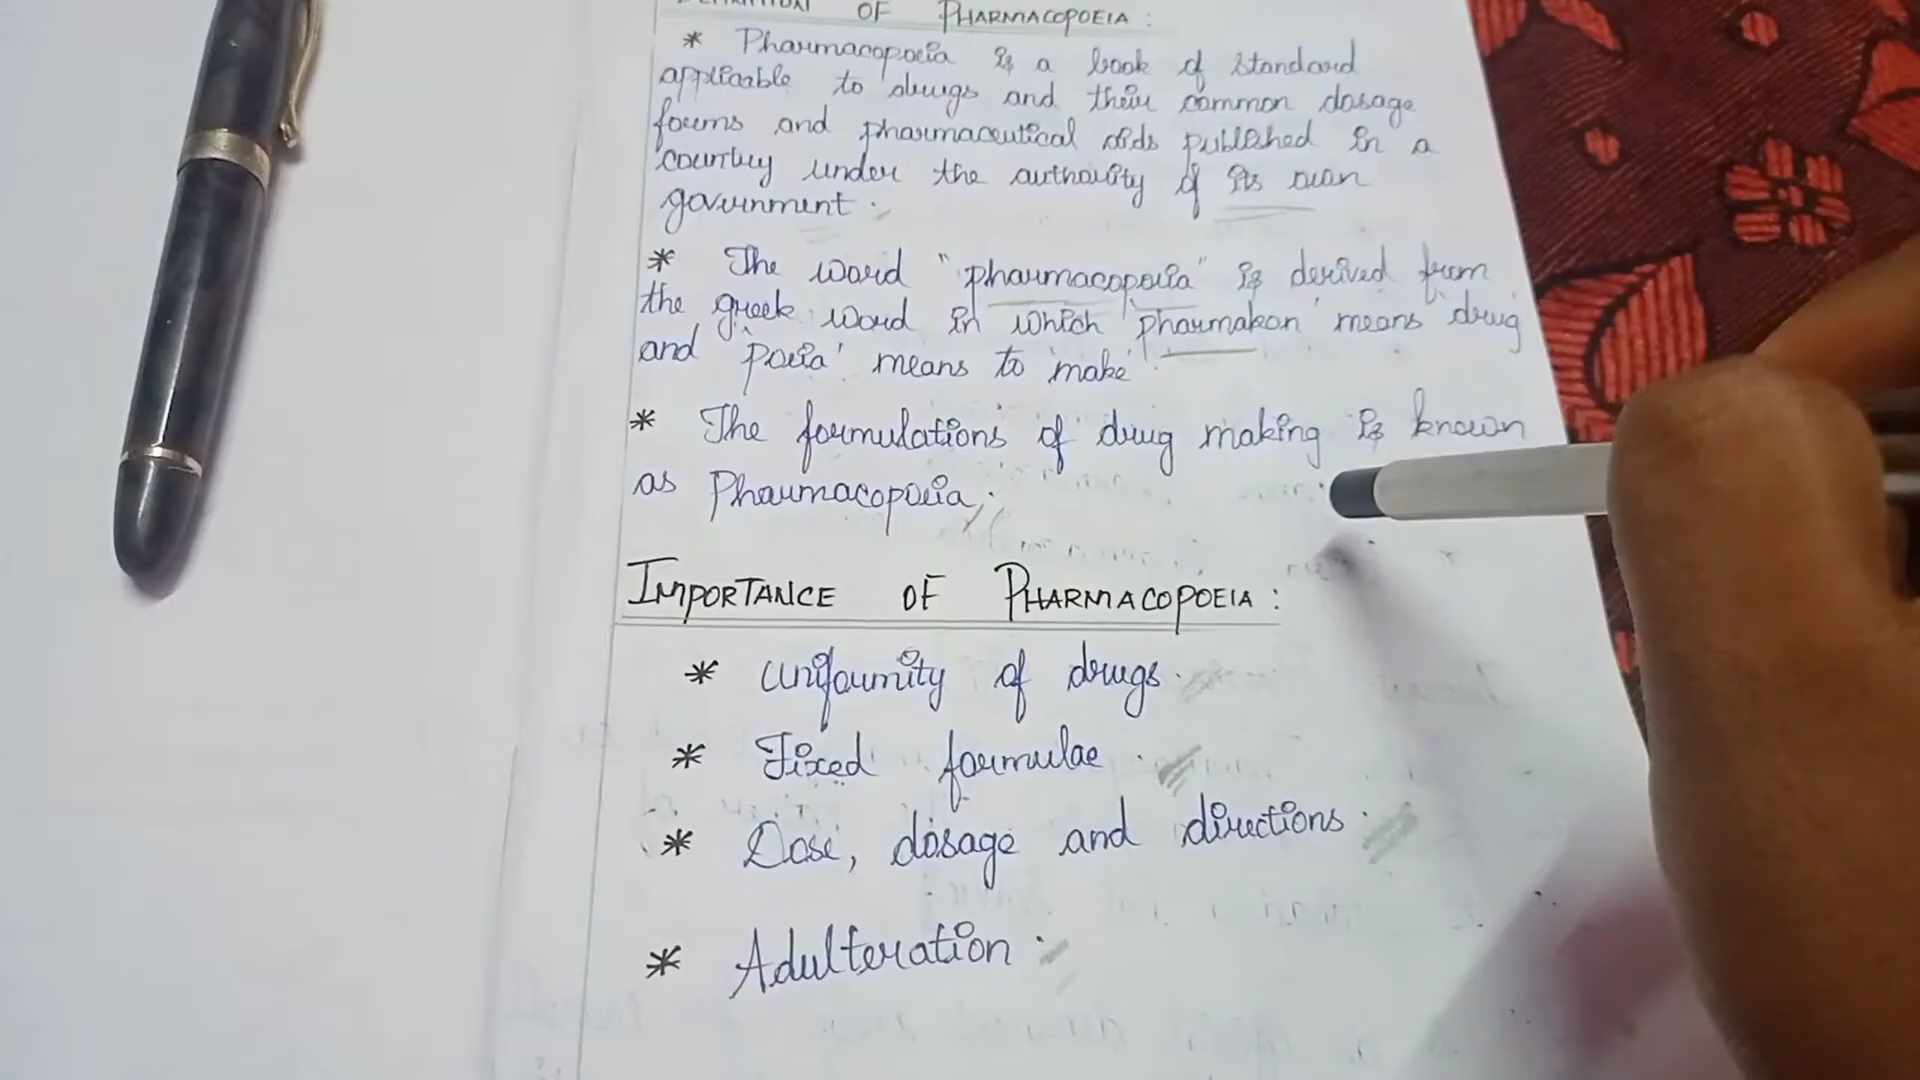 DEFINITION OF PHARMACOPOEIA :
* Pharmacopoeia is a book of standard
applicable to drugs and their common dosage
forms and pharmaceutical aids published in a
country under the authority of its own
government.
* The word "pharmacopoeia" is derived from
the greek word in which 'pharmakon' means 'drug'
and 'poeia' means to 'make'.
* The formulations of drug making is known
as Pharmacopoeia.
IMPORTANCE OF PHARMACOPOEIA :
* Uniformity of drugs.
* Fixed formulae.
* Dose, dosage and directions.
* Adulteration.